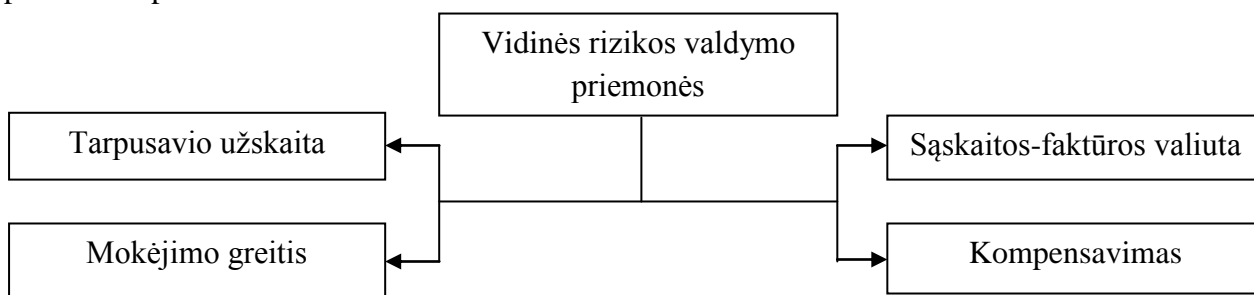 Vidinės rizikos valdymo
priemonės
Tarpusavio užskaita
Sąskaitos-faktūros valiuta
Mokėjimo greitis
Kompensavimas